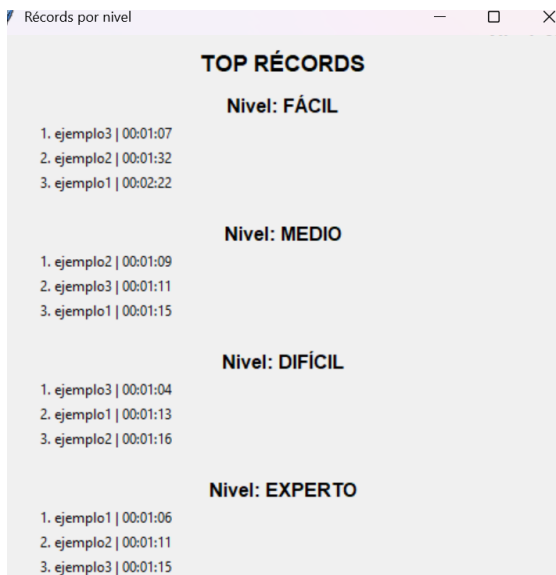 Récords por nivel
TOP RÉCORDS
Nivel: FÁCIL
1. ejemplo3 | 00:01:07
2. ejemplo2 | 00:01:32
3. ejemplo1 | 00:02:22
Nivel: MEDIO
1. ejemplo2 | 00:01:09
2. ejemplo3 | 00:01:11
3. ejemplo1 | 00:01:15
Nivel: DIFÍCIL
1. ejemplo3 | 00:01:04
2. ejemplo1 | 00:01:13
3. ejemplo2 | 00:01:16
Nivel: EXPERTO
1. ejemplo1 | 00:01:06
2. ejemplo2 | 00:01:11
3. ejemplo3 | 00:01:15